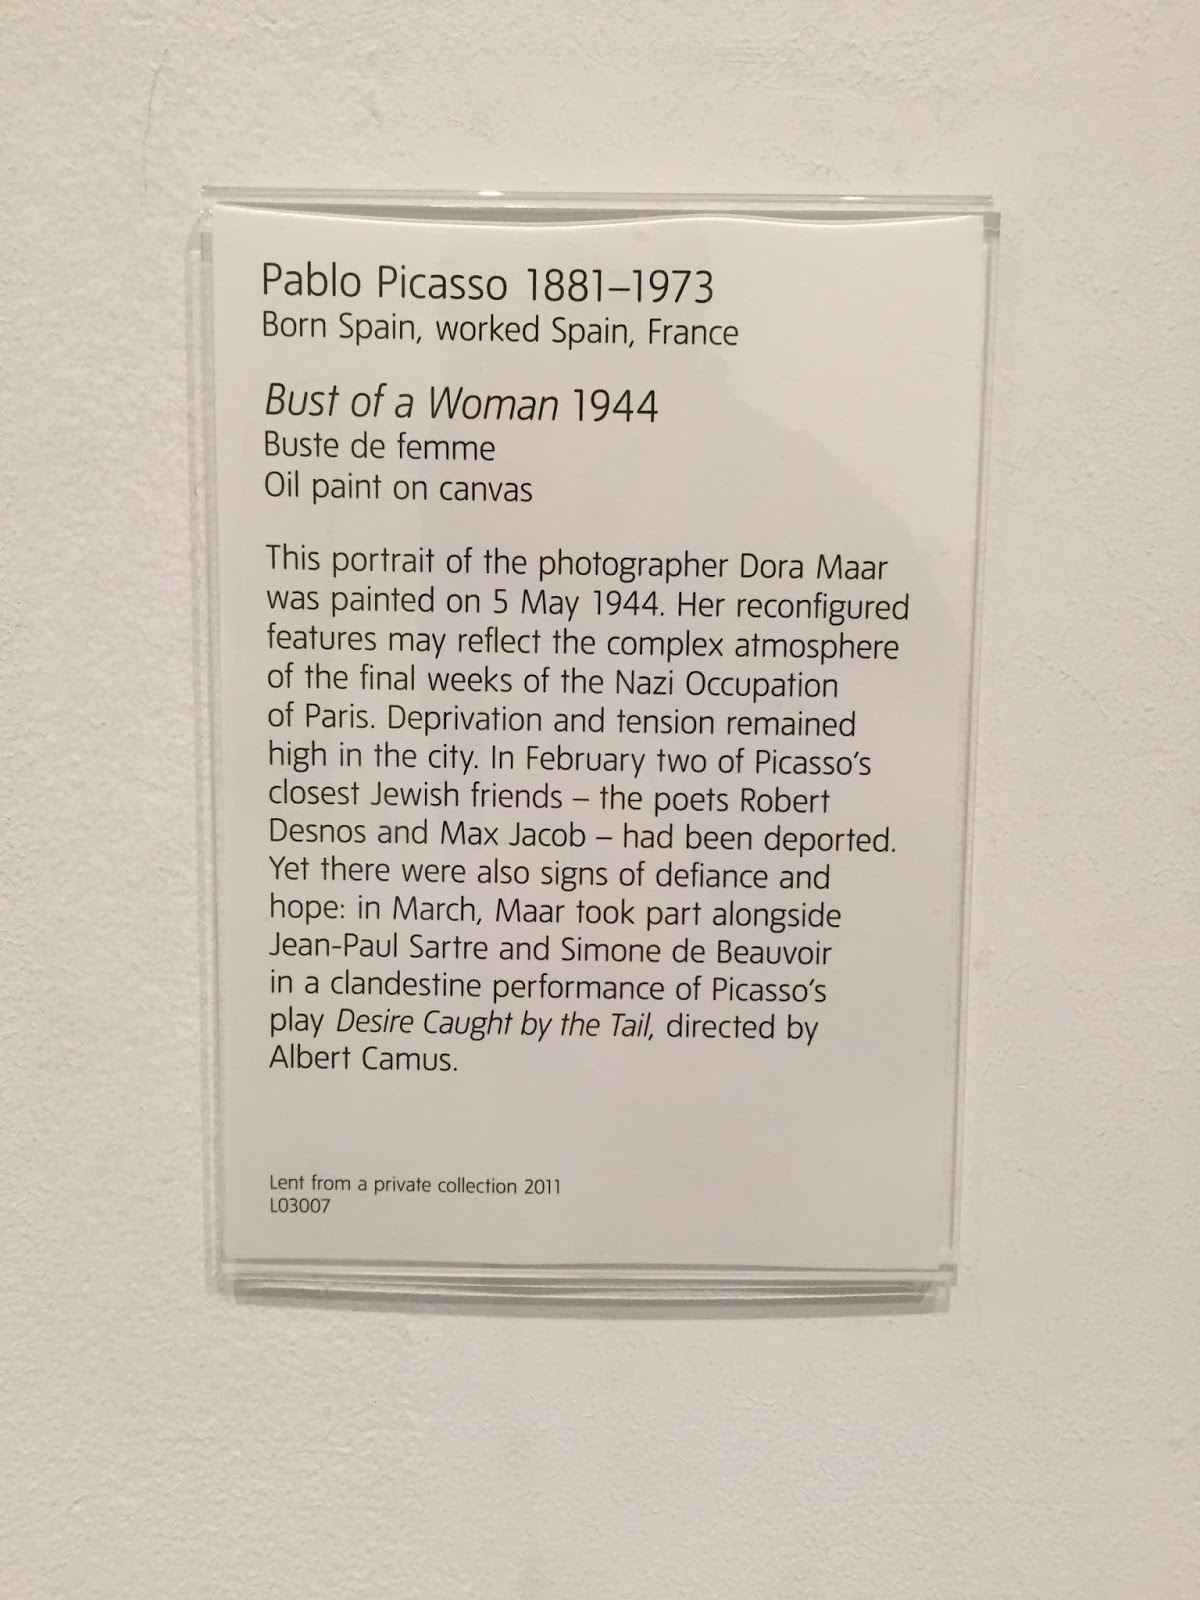 Pablo Picasso 1881–1973
Born Spain, worked Spain, France
Bust of a Woman 1944
Buste de femme
Oil paint on canvas
This portrait of the photographer Dora Maar
was painted on 5 May 1944. Her reconfigured
features may reflect the complex atmosphere
of the final weeks of the Nazi Occupation
of Paris. Deprivation and tension remained
high in the city. In February two of Picasso’s
closest Jewish friends – the poets Robert
Desnos and Max Jacob – had been deported.
Yet there were also signs of defiance and
hope: in March, Maar took part alongside
Jean-Paul Sartre and Simone de Beauvoir
in a clandestine performance of Picasso’s
play Desire Caught by the Tail, directed by
Albert Camus.
Lent from a private collection 2011
L03007